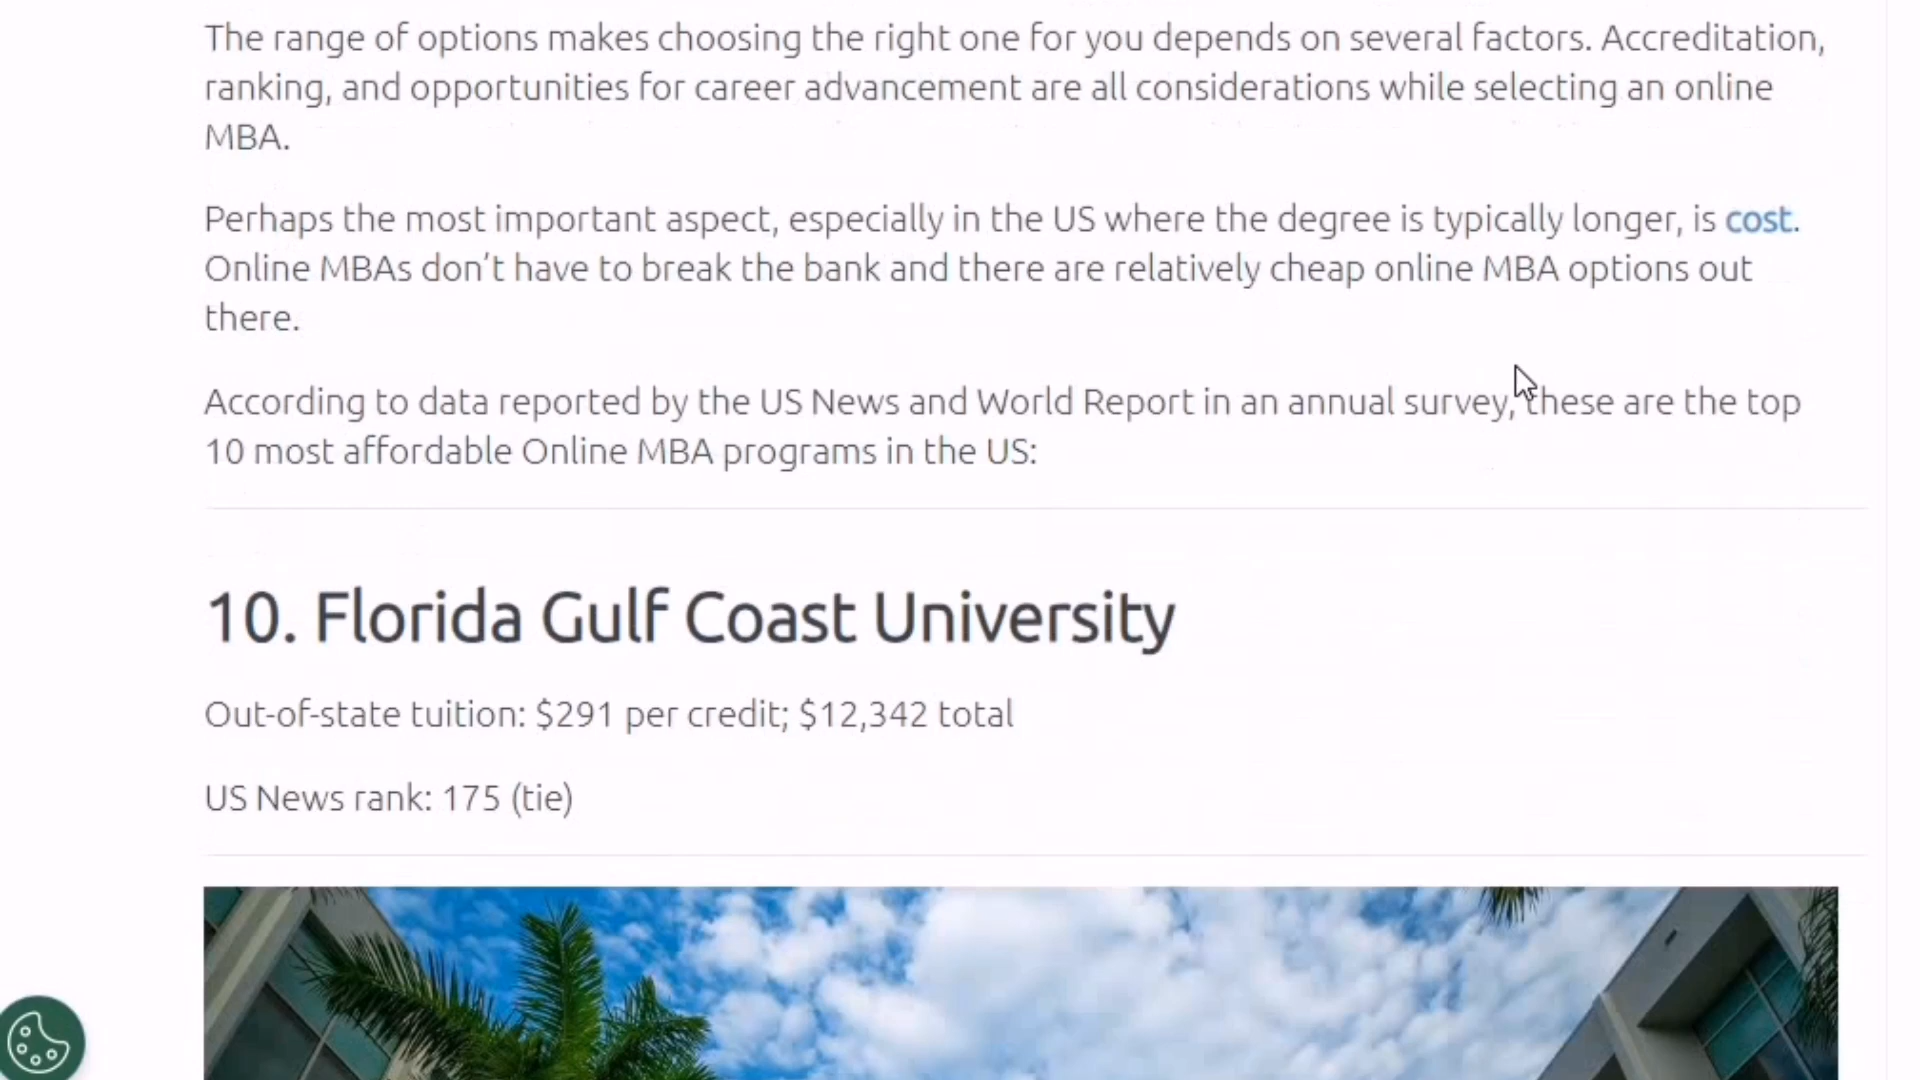 The range of options makes choosing the right one for you depends on several factors. Accreditation,
ranking, and opportunities for career advancement are all considerations while selecting an online
MBA.
Perhaps the most important aspect, especially in the US where the degree is typically longer, is cost.
Online MBAs don’t have to break the bank and there are relatively cheap online MBA options out
there.
According to data reported by the US News and World Report in an annual survey, these are the top
10 most affordable Online MBA programs in the US:
10. Florida Gulf Coast University
Out-of-state tuition: $291 per credit; $12,342 total
US News rank: 175 (tie)